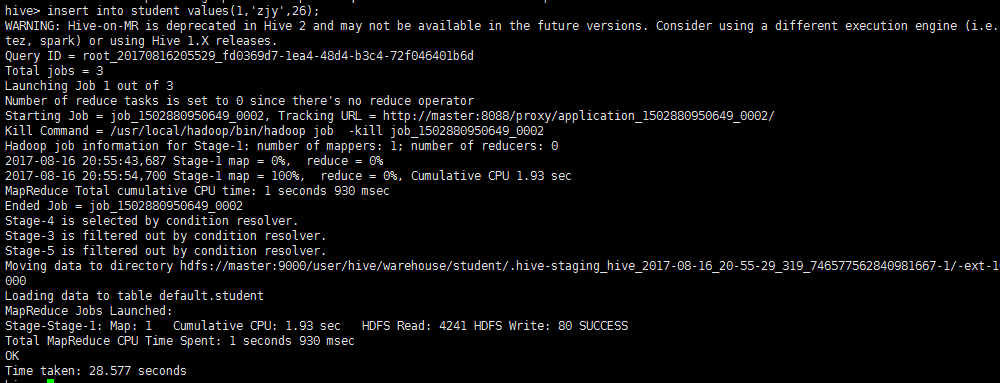 hive> insert into student values(1,'zjy',26);
WARNING: Hive-on-MR is deprecated in Hive 2 and may not be available in the future versions. Consider using a different execution engine (i.e.
tez, spark) or using Hive 1.X releases.
Query ID = root_20170816205529_fd0369d7-1ea4-48d4-b3c4-72f046401b6d
Total jobs = 3
Launching Job 1 out of 3
Number of reduce tasks is set to 0 since there's no reduce operator
Starting Job = job_1502880950649_0002, Tracking URL = http://master:8088/proxy/application_1502880950649_0002/
Kill Command = /usr/local/hadoop/bin/hadoop job  -kill job_1502880950649_0002
Hadoop job information for Stage-1: number of mappers: 1; number of reducers: 0
2017-08-16 20:55:43,687 Stage-1 map = 0%,  reduce = 0%
2017-08-16 20:55:54,700 Stage-1 map = 100%,  reduce = 0%, Cumulative CPU 1.93 sec
MapReduce Total cumulative CPU time: 1 seconds 930 msec
Ended Job = job_1502880950649_0002
Stage-4 is selected by condition resolver.
Stage-3 is filtered out by condition resolver.
Stage-5 is filtered out by condition resolver.
Moving data to directory hdfs://master:9000/user/hive/warehouse/student/.hive-staging_hive_2017-08-16_20-55-29_319_746577562840981667-1/-ext-1
000
Loading data to table default.student
MapReduce Jobs Launched:
Stage-Stage-1: Map: 1   Cumulative CPU: 1.93 sec   HDFS Read: 4241 HDFS Write: 80 SUCCESS
Total MapReduce CPU Time Spent: 1 seconds 930 msec
OK
Time taken: 28.577 seconds